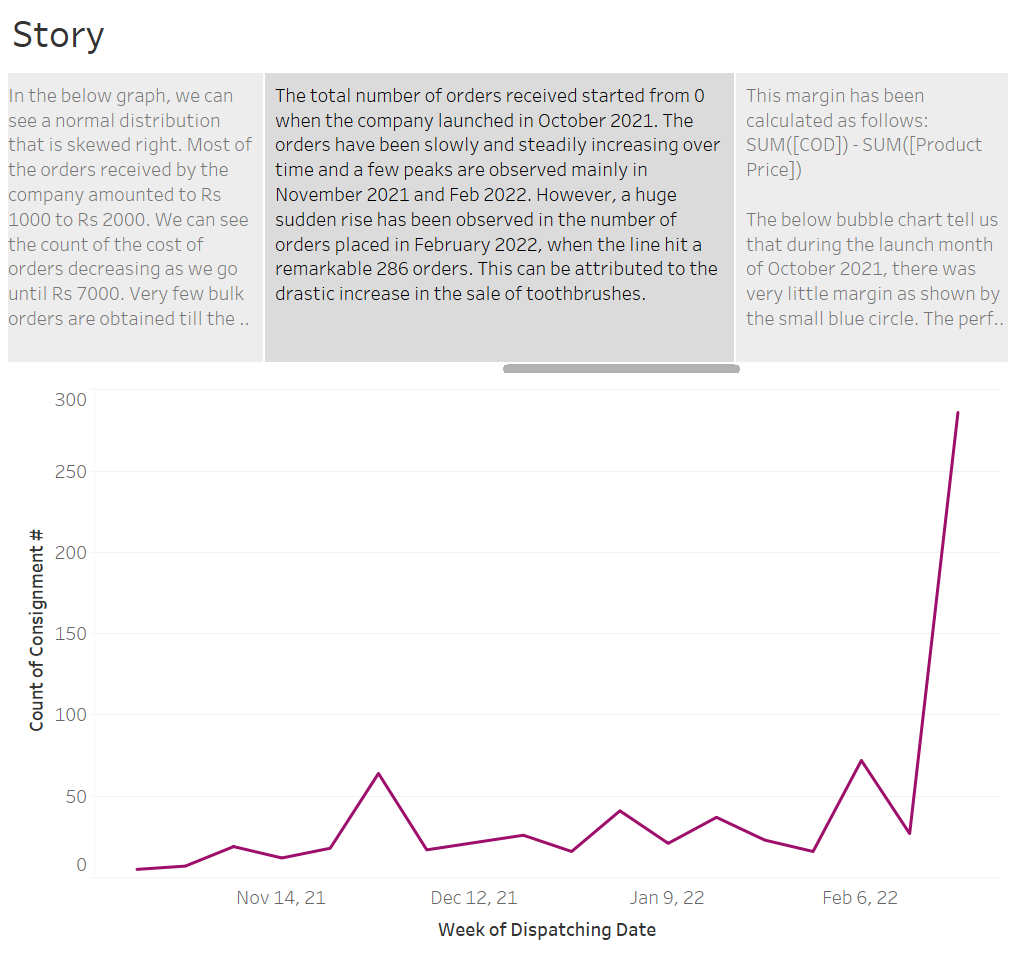 Story
In the below graph, we can
see a normal distribution
that is skewed right. Most of
the orders received by the
company amounted to Rs
1000 to Rs 2000. We can see
the count of the cost of
orders decreasing as we go
until Rs 7000. Very few bulk
orders are obtained till the ..
The total number of orders received started from 0
when the company launched in October 2021. The
orders have been slowly and steadily increasing over
time and a few peaks are observed mainly in
November 2021 and Feb 2022. However, a huge
sudden rise has been observed in the number of
orders placed in February 2022, when the line hit a
remarkable 286 orders. This can be attributed to the
drastic increase in the sale of toothbrushes.
This margin has been
calculated as follows:
SUM([COD]) - SUM([Product
Price])
The below bubble chart tell us
that during the launch month
of October 2021, there was
very little margin as shown by
the small blue circle. The perf..
300
250
200
150
100
50
0
Count of Consignment #
Nov 14, 21
Dec 12, 21
Jan 9, 22
Feb 6, 22
Week of Dispatching Date